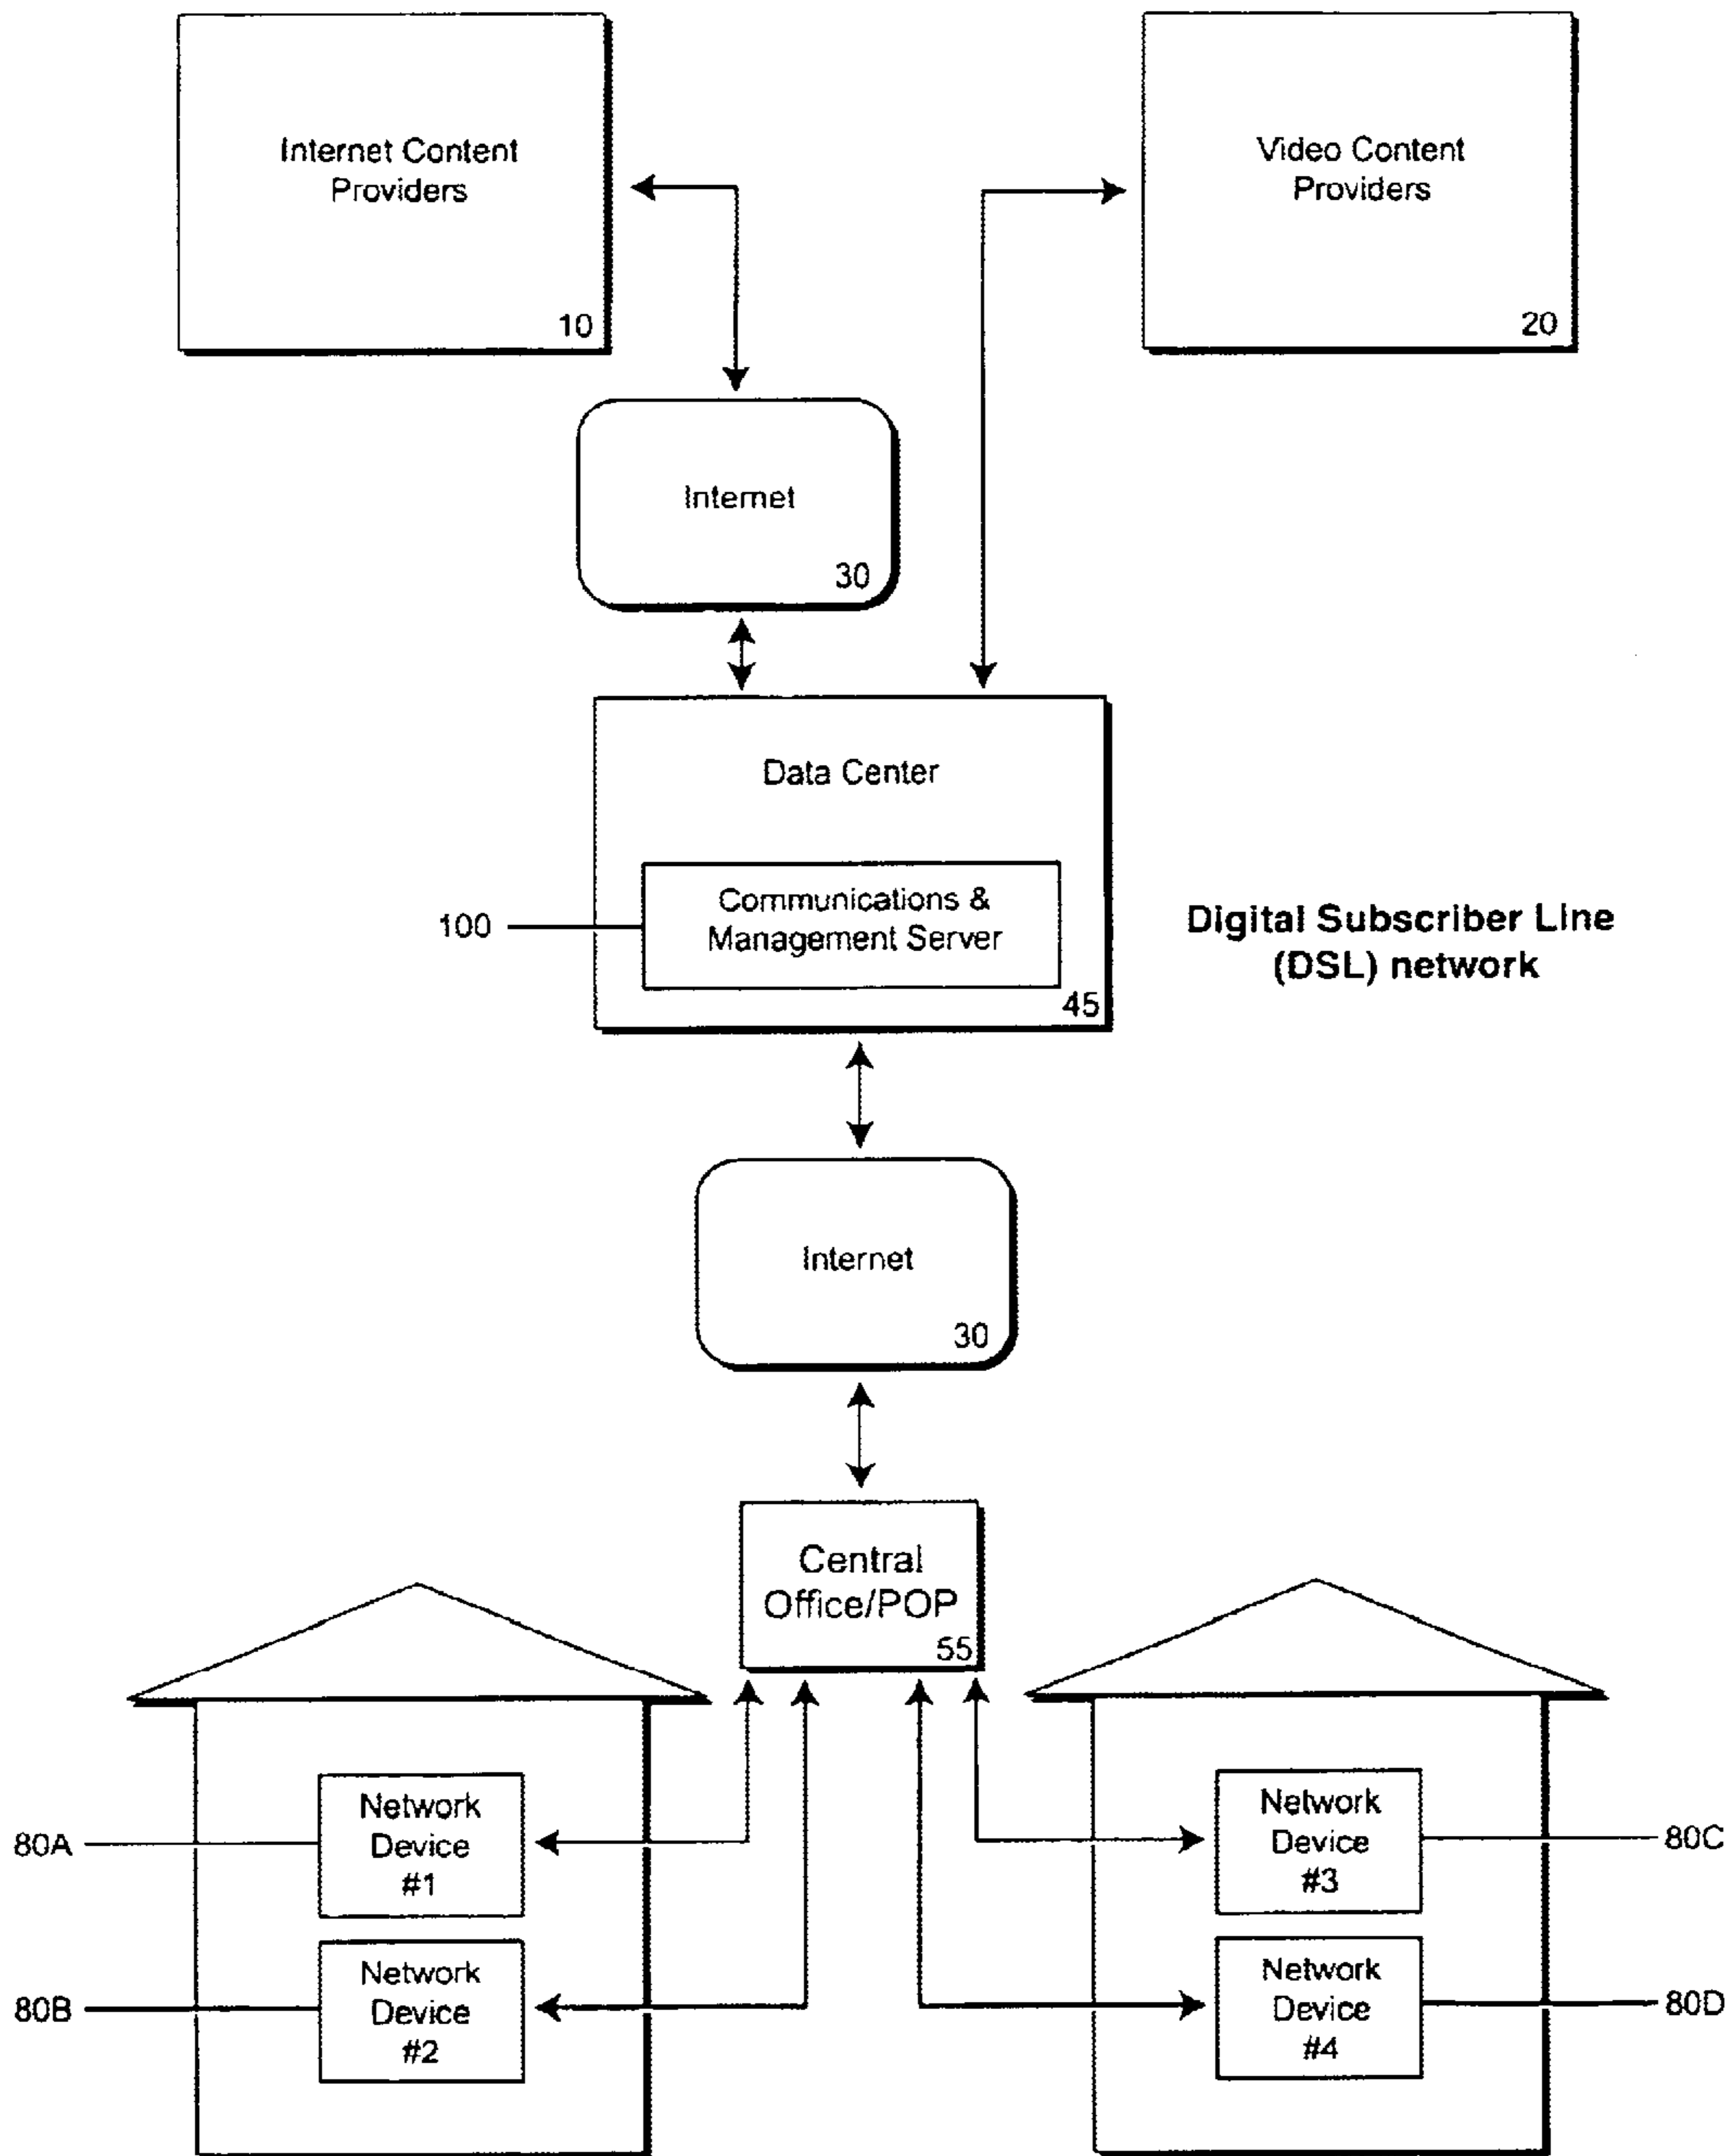 Internet Content
Providers
10
Video Content
Providers
20
Internet
30
Data Center
Communications &
Management Server
100
45
Digital Subscriber Line
(DSL) network
Internet
30
Central
Office/POP
55
Network
Device
#1
80A
Network
Device
#2
80B
Network
Device
#3
80C
Network
Device
#4
80D